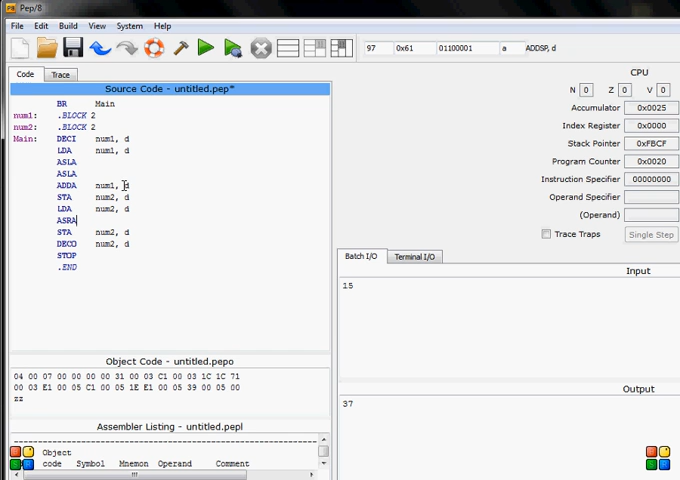 Pep/8
File Edit Build View System Help
97 0x61 01100001 a ADDSP, d
Code Trace
Source Code - untitled.pep*
BR Main
num1: .BLOCK 2
num2: .BLOCK 2
Main: DECI num1, d
LDA num1, d
ASLA
ASLA
ADDA num1, d
STA num2, d
LDA num2, d
ASRA
STA num2, d
DECO num2, d
STOP
.END
Object Code - untitled.pepo
04 00 07 00 00 00 00 31 00 03 C1 00 03 1C 1C 71
00 03 E1 00 05 C1 00 05 1E E1 00 05 39 00 05 00
zz
Assembler Listing - untitled.pepl
Object
code Symbol Mnemon Operand Comment
CPU
N 0 Z 0 V 0
Accumulator 0x0025
Index Register 0x0000
Stack Pointer 0xFBCF
Program Counter 0x0020
Instruction Specifier 00000000
Operand Specifier
(Operand)
Trace Traps Single Step
Batch I/O Terminal I/O
Input
15
Output
37